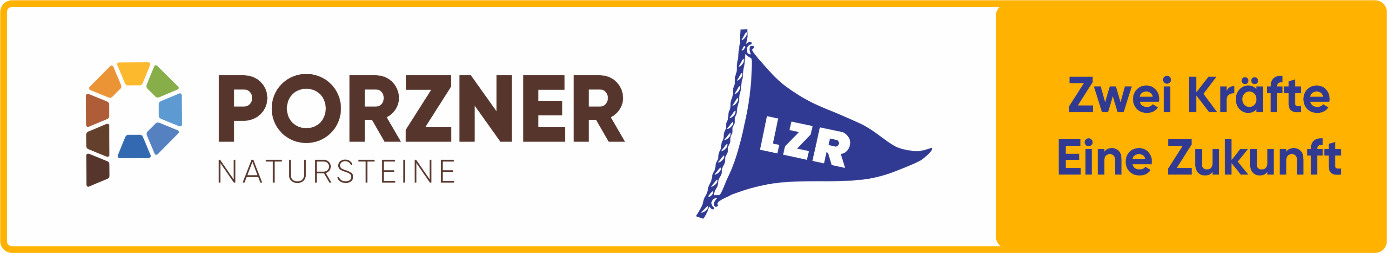 PORZNER
NATURSTEINE
LZR
Zwei Kräfte
Eine Zukunft